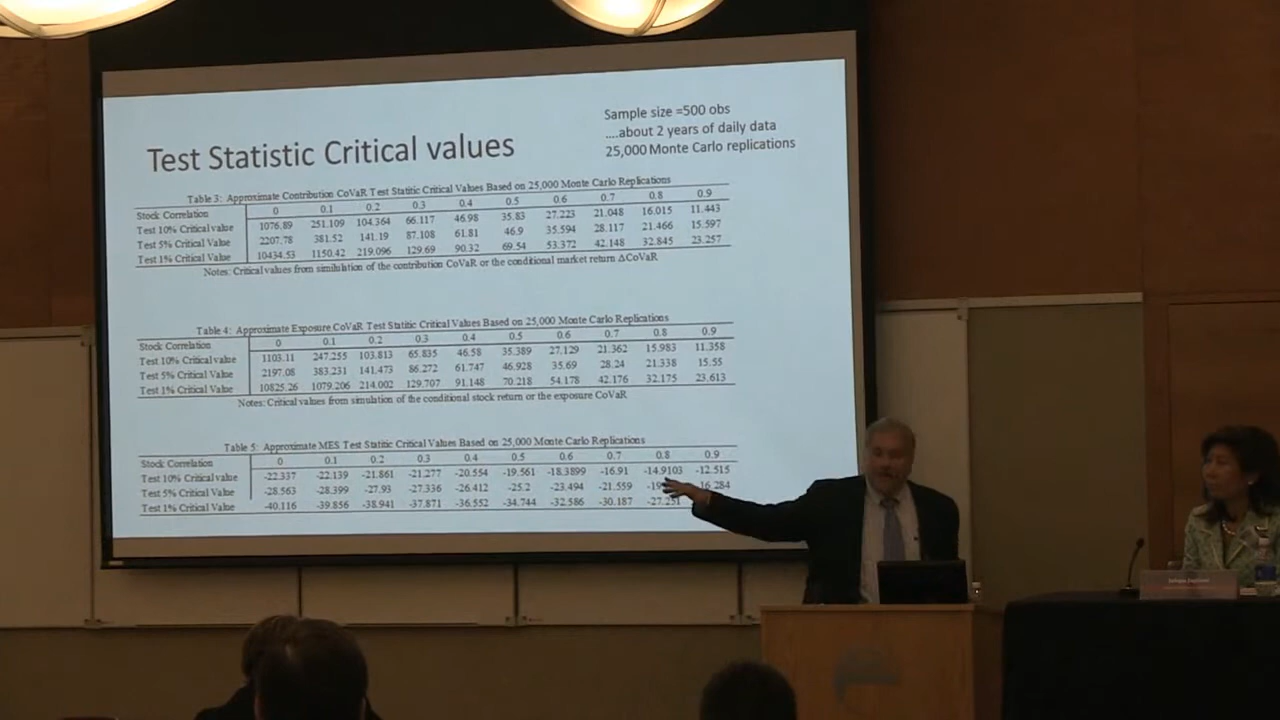 Test Statistic Critical values
Sample size =500 obs
....about 2 years of daily data
25,000 Monte Carlo replications
Table 3: Approximate Contribution CoVaR Test Statitic Critical Values Based on 25,000 Monte Carlo Replications
Stock Correlation 0 0.1 0.2 0.3 0.4 0.5 0.6 0.7 0.8 0.9
Test 10% Critical value 1076.89 251.109 104.364 66.117 46.98 35.83 27.223 21.048 16.015 11.443
Test 5% Critical Value 2207.78 381.52 141.19 87.108 61.81 46.9 35.594 28.117 21.466 15.597
Test 1% Critical Value 10434.53 1150.42 219.096 129.69 90.32 69.54 53.372 42.148 32.845 23.257
Notes: Critical values from similulation of the contribution CoVaR or the conditional market return ΔCoVaR
Table 4: Approximate Exposure CoVaR Test Statitic Critical Values Based on 25,000 Monte Carlo Replications
Stock Correlation 0 0.1 0.2 0.3 0.4 0.5 0.6 0.7 0.8 0.9
Test 10% Critical value 1103.11 247.255 103.813 65.835 46.58 35.389 27.129 21.362 15.983 11.358
Test 5% Critical Value 2197.08 383.231 141.473 86.272 61.747 46.928 35.69 28.24 21.338 15.55
Test 1% Critical Value 10825.26 1079.206 214.002 129.707 91.148 70.218 54.178 42.176 32.175 23.613
Notes: Critical values from simulation of the conditional stock return or the exposure CoVaR
Table 5: Approximate MES Test Statitic Critical Values Based on 25,000 Monte Carlo Replications
Stock Correlation 0 0.1 0.2 0.3 0.4 0.5 0.6 0.7 0.8 0.9
Test 10% Critical value -22.337 -22.139 -21.861 -21.277 -20.554 -19.561 -18.3899 -16.91 -14.9103 -12.515
Test 5% Critical Value -28.563 -28.399 -27.93 -27.336 -26.412 -25.2 -23.494 -21.559 16.284
Test 1% Critical Value -40.116 -39.856 -38.941 -37.871 -36.552 -34.744 -32.586 -30.187 -27.251